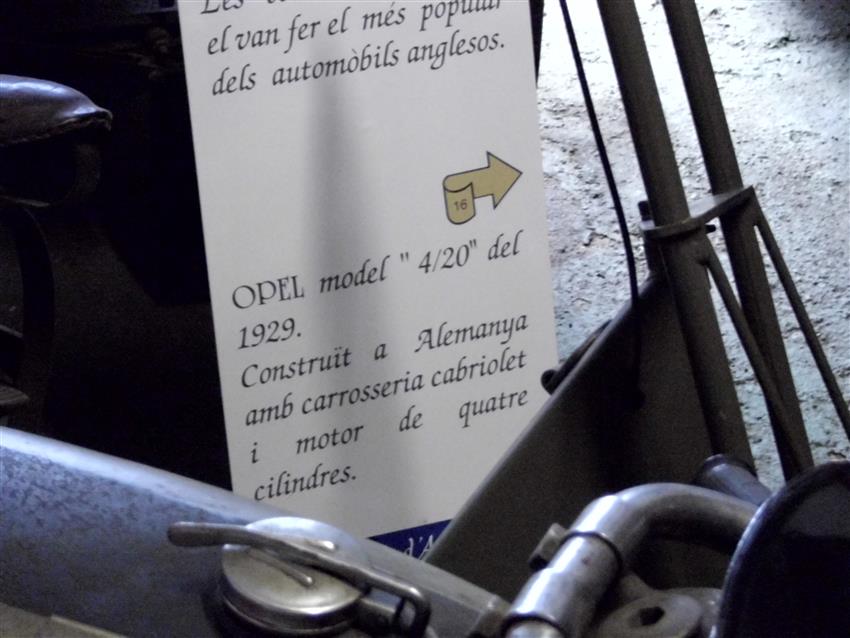 Les
el van fer el més popular
dels automòbils anglesos.
16
OPEL model " 4/20" del
1929.
Construït a Alemanya
amb carrosseria cabriolet
i motor de quatre
cilindres.
d'A